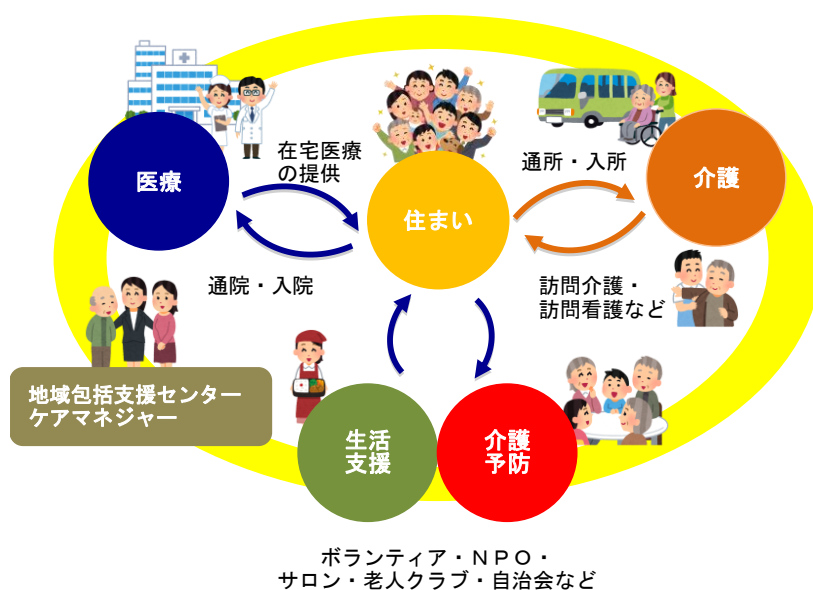 医療
在宅医療
の提供
住まい
通所・入所
介護
通院・入院
訪問介護・
訪問看護など
地域包括支援センター
ケアマネジャー
生活
支援
介護
予防
ボランティア・ＮＰＯ・
サロン・老人クラブ・自治会など